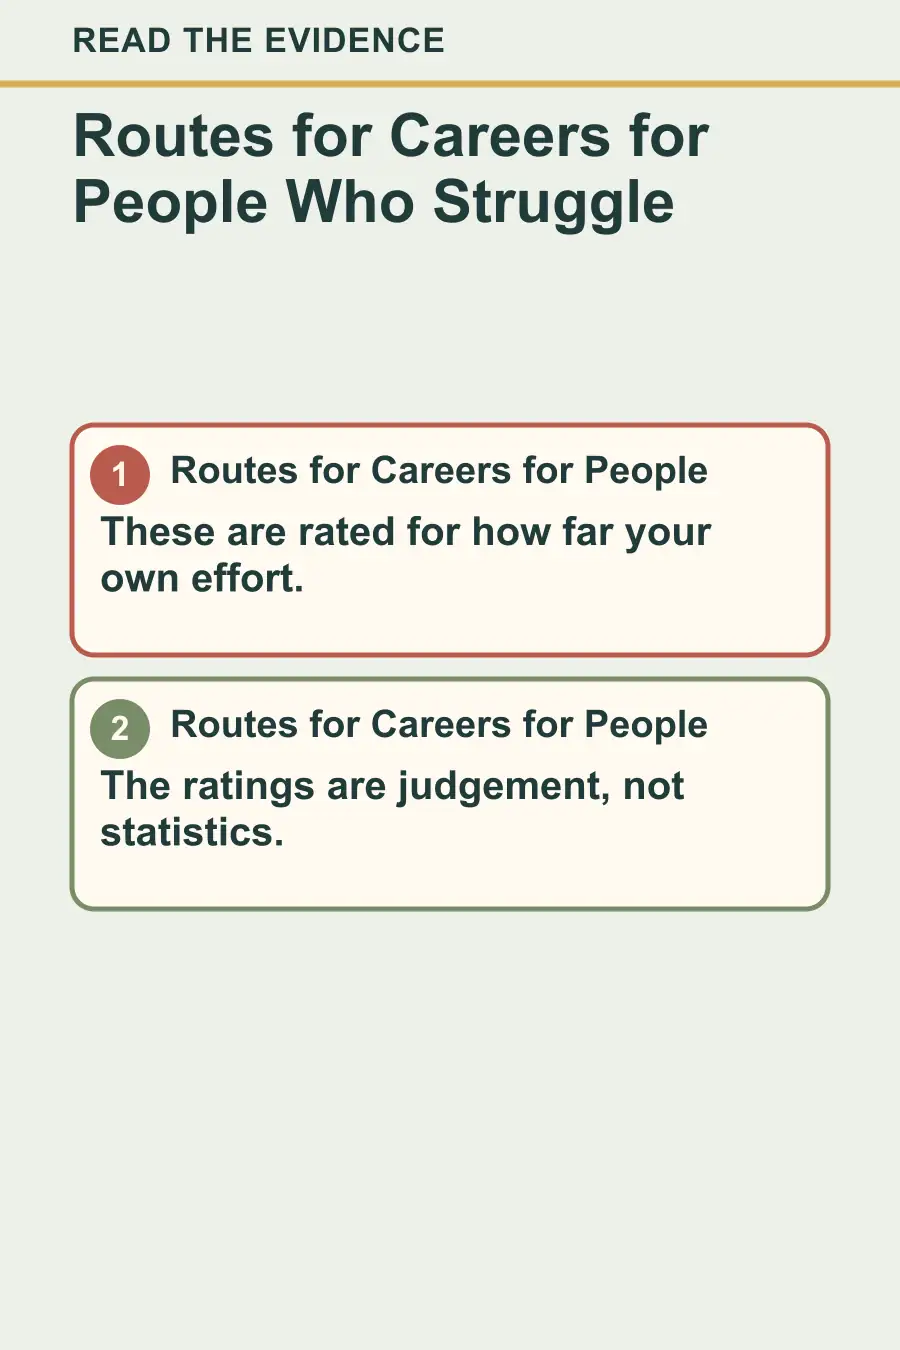 READ THE EVIDENCE
Routes for Careers for
People Who Struggle
1 Routes for Careers for People
These are rated for how far your
own effort.
2 Routes for Careers for People
The ratings are judgement, not
statistics.